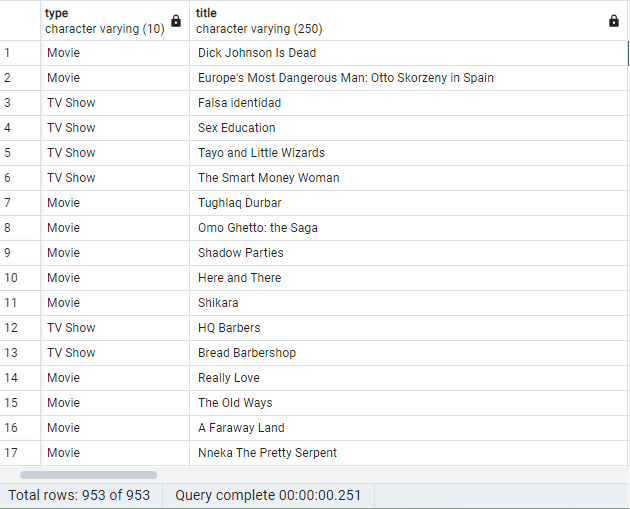 type title
character varying (10) character varying (250)
1 Movie Dick Johnson Is Dead
2 Movie Europe's Most Dangerous Man: Otto Skorzeny in Spain
3 TV Show Falsa identidad
4 TV Show Sex Education
5 TV Show Tayo and Little Wizards
6 TV Show The Smart Money Woman
7 Movie Tughlaq Durbar
8 Movie Omo Ghetto: the Saga
9 Movie Shadow Parties
10 Movie Here and There
11 Movie Shikara
12 TV Show HQ Barbers
13 TV Show Bread Barbershop
14 Movie Really Love
15 Movie The Old Ways
16 Movie A Faraway Land
17 Movie Nneka The Pretty Serpent
Total rows: 953 of 953 Query complete 00:00:00.251